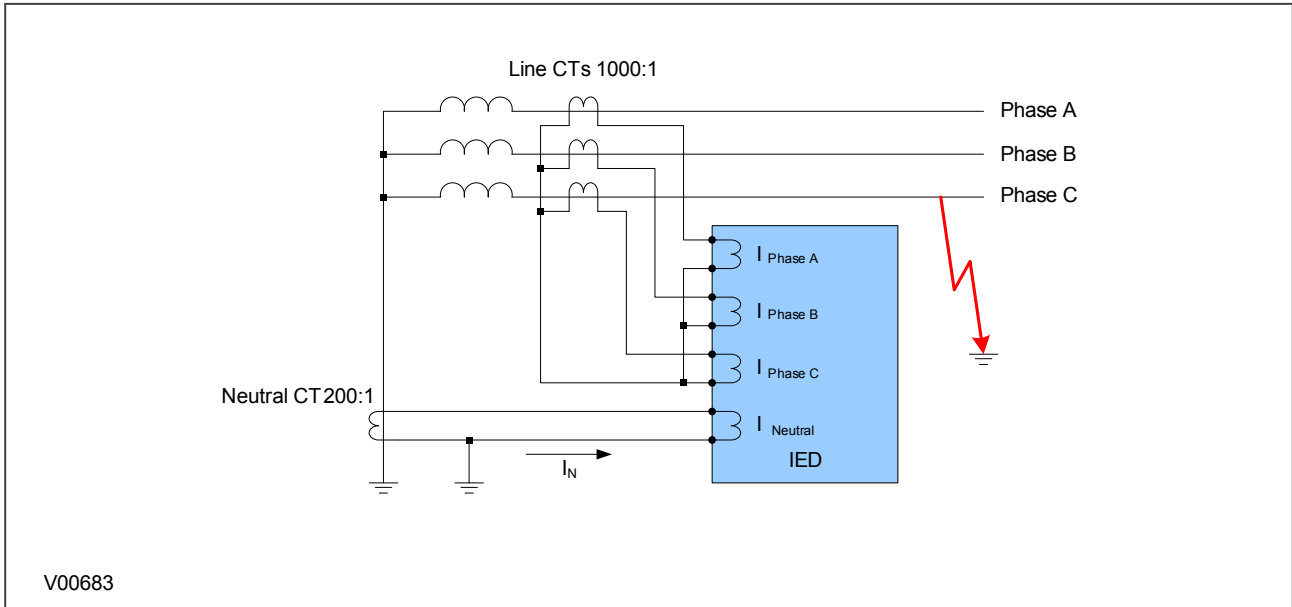 Line CTs 1000:1
Phase A
Phase B
Phase C
I Phase A
I Phase B
I Phase C
Neutral CT 200:1
I Neutral
IED
IN
V00683